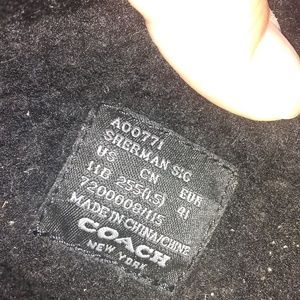 A00771
SHERMAN SIG
US CN EUR
11B 255(1.5) 41
7200008/115
MADE IN CHINA/CHINE
COACH
NEW YORK